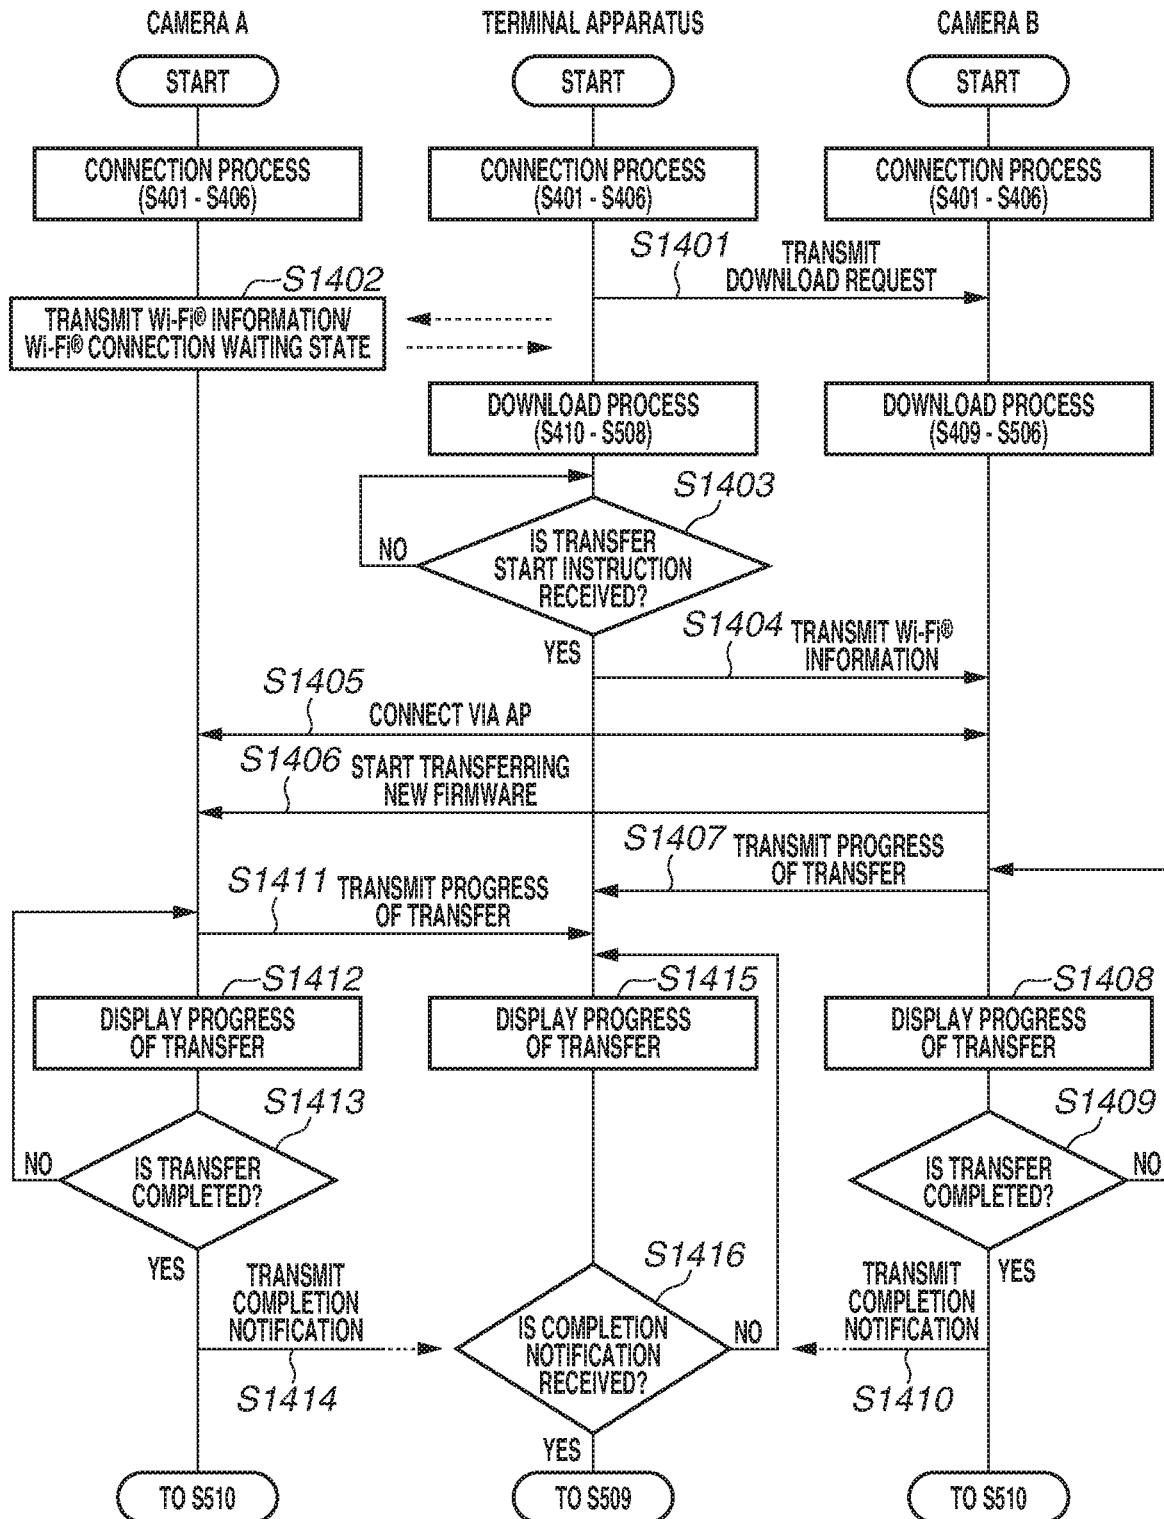 CAMERA A
TERMINAL APPARATUS
CAMERA B
START
START
START
CONNECTION PROCESS
(S401 - S406)
CONNECTION PROCESS
(S401 - S406)
CONNECTION PROCESS
(S401 - S406)
S1401
TRANSMIT
DOWNLOAD REQUEST
S1402
TRANSMIT Wi-Fi® INFORMATION/
Wi-Fi® CONNECTION WAITING STATE
DOWNLOAD PROCESS
(S410 - S508)
DOWNLOAD PROCESS
(S409 - S506)
S1403
IS TRANSFER
START INSTRUCTION
RECEIVED?
NO
YES
S1404
TRANSMIT Wi-Fi®
INFORMATION
S1405
CONNECT VIA AP
S1406
START TRANSFERRING
NEW FIRMWARE
S1407
TRANSMIT PROGRESS
OF TRANSFER
S1411
TRANSMIT PROGRESS
OF TRANSFER
S1412
DISPLAY PROGRESS
OF TRANSFER
S1415
DISPLAY PROGRESS
OF TRANSFER
S1408
DISPLAY PROGRESS
OF TRANSFER
S1413
IS TRANSFER
COMPLETED?
NO
YES
S1409
IS TRANSFER
COMPLETED?
NO
YES
TRANSMIT
COMPLETION
NOTIFICATION
S1414
S1416
IS COMPLETION
NOTIFICATION
RECEIVED?
NO
YES
TRANSMIT
COMPLETION
NOTIFICATION
S1410
TO S510
TO S509
TO S510